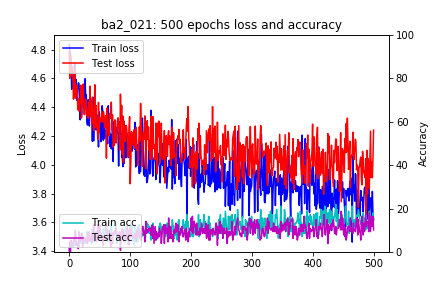 ba2_021: 500 epochs loss and accuracy
Train loss
Test loss
Train acc
Test acc
Loss
4.8
4.6
4.4
4.2
4.0
3.8
3.6
3.4
0
100
200
300
400
500
100
80
60
40
20
0
Accuracy